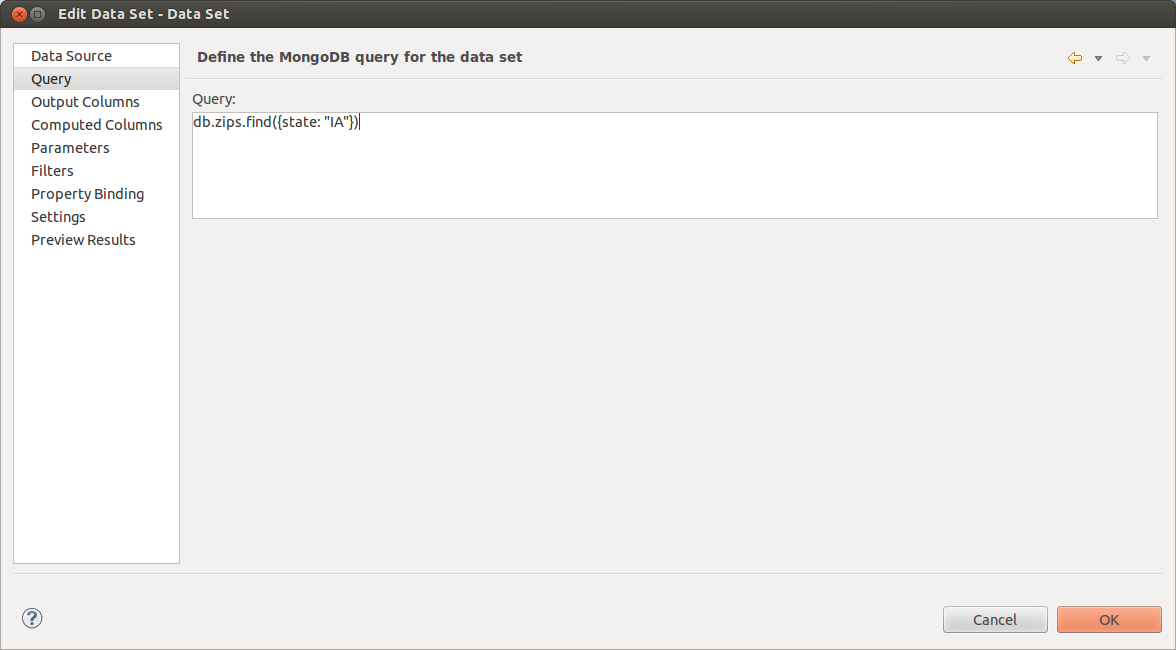 Edit Data Set - Data Set
Data Source
Query
Output Columns
Computed Columns
Parameters
Filters
Property Binding
Settings
Preview Results
Define the MongoDB query for the data set
Query:
db.zips.find({state: "IA"})
?
Cancel
OK